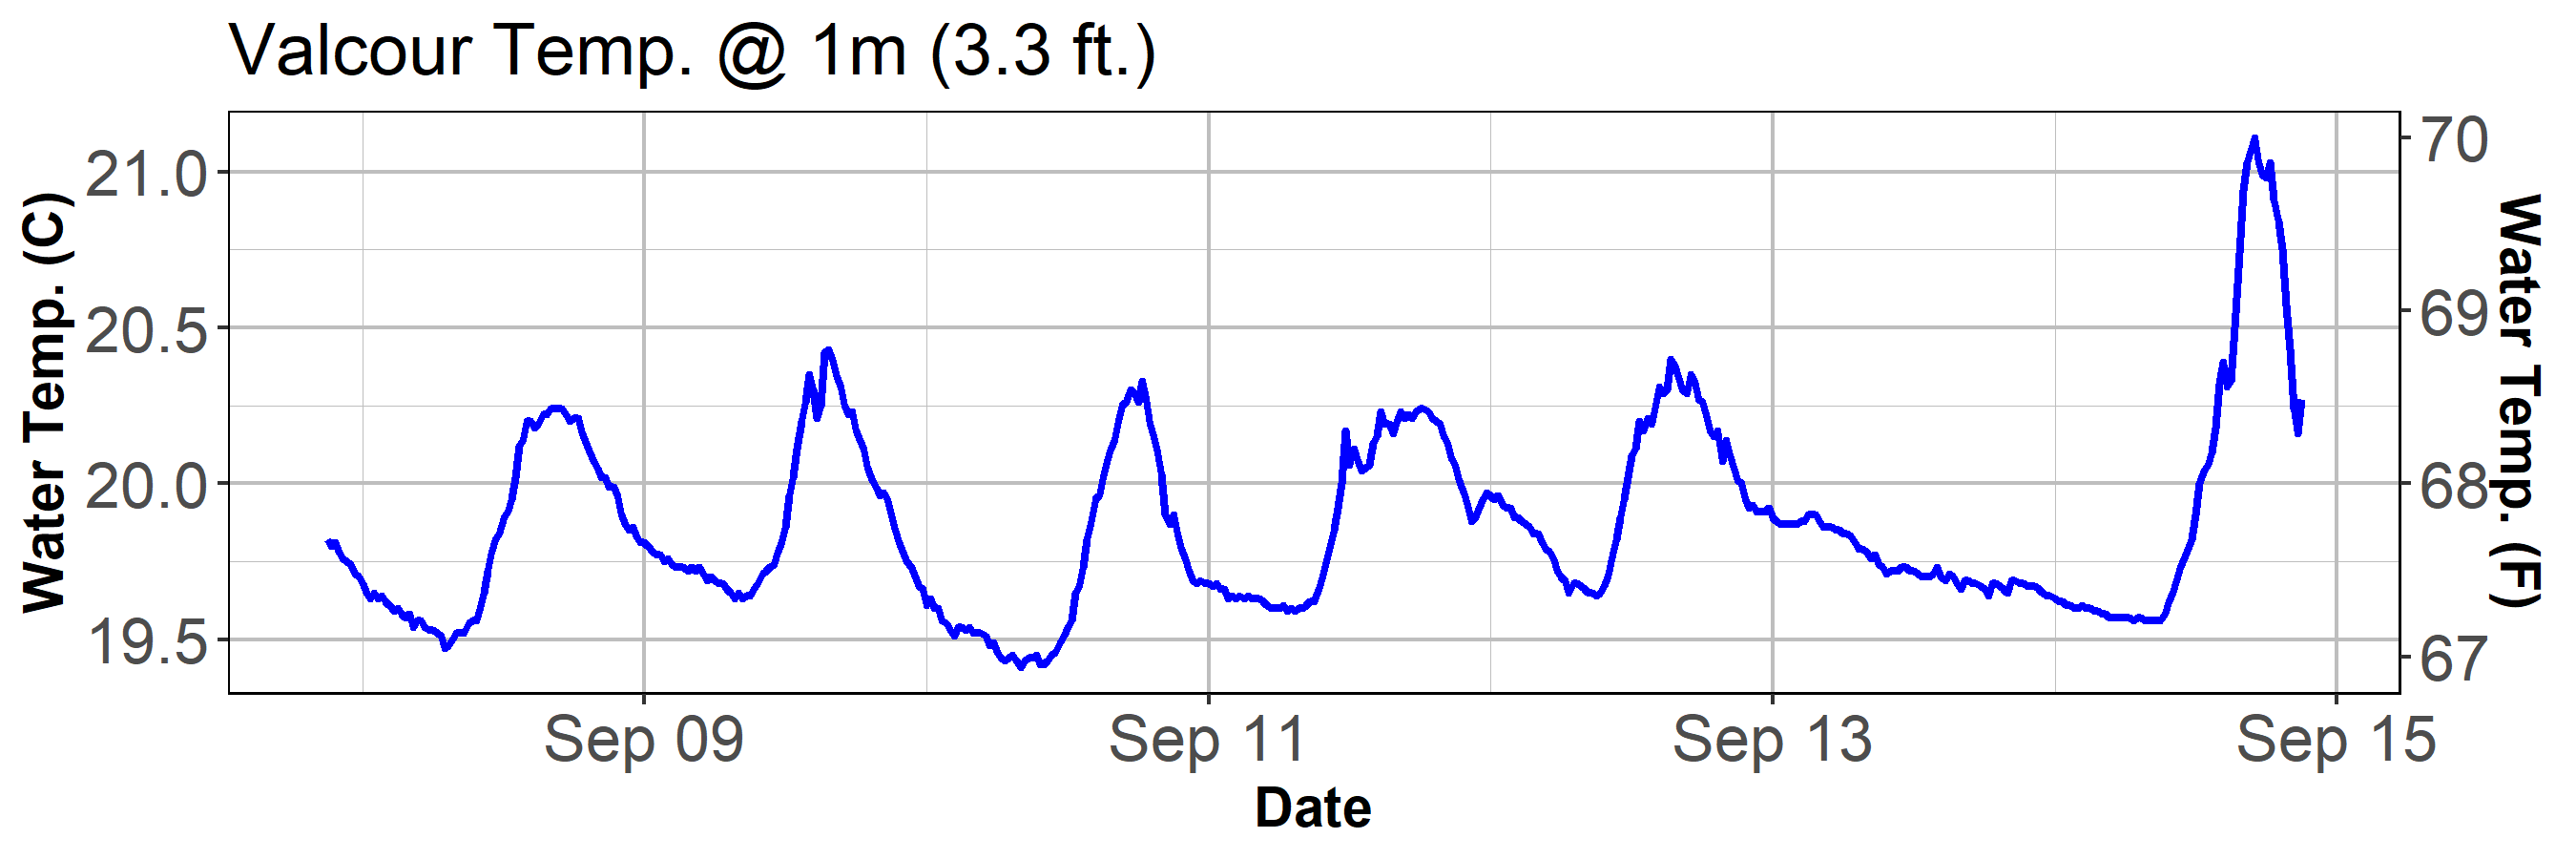 Valcour Temp. @ 1m (3.3 ft.)
Water Temp. (C)
21.0
20.5
20.0
19.5
70
69
68
67
Water Temp. (F)
Sep 09
Sep 11
Sep 13
Sep 15
Date